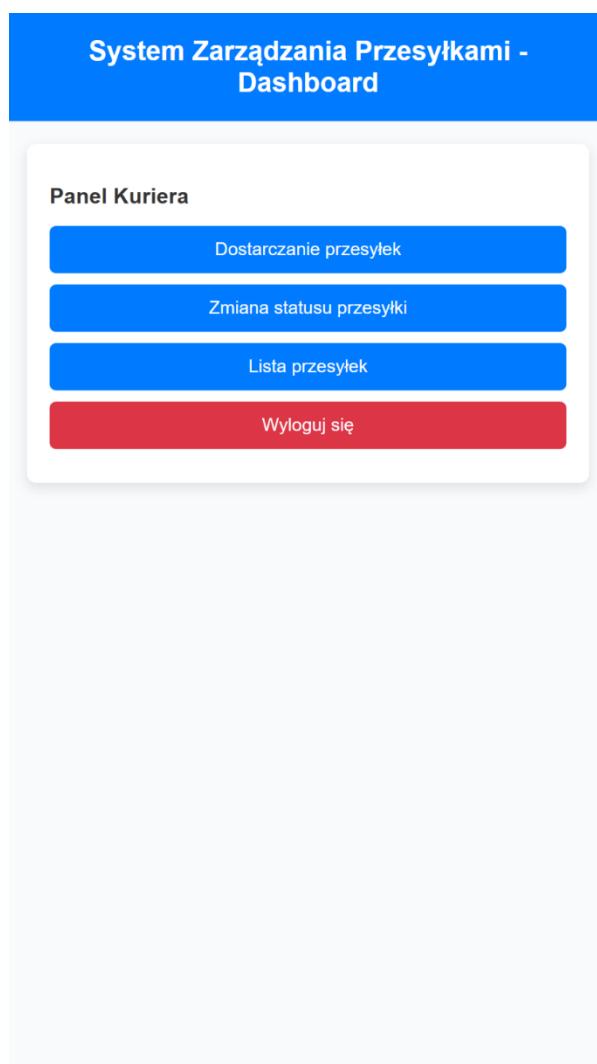 System Zarządzania Przesyłkami -
Dashboard
Panel Kuriera
Dostarczanie przesyłek
Zmiana statusu przesyłki
Lista przesyłek
Wyloguj się